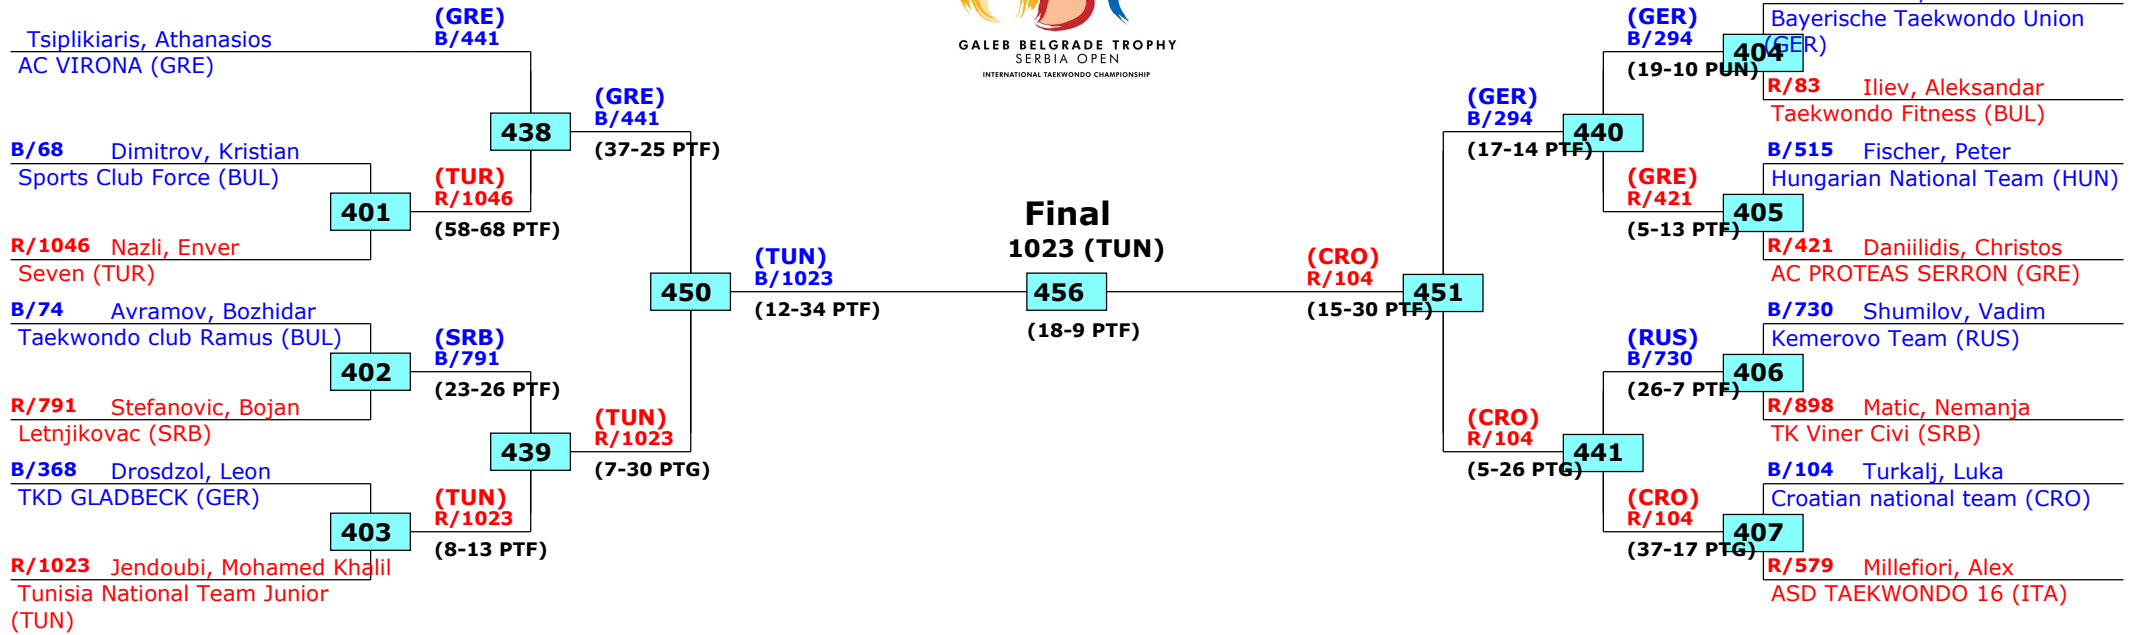 (GRE)
B/441
Tsiplikiaris, Athanasios
AC VIRONA (GRE)
438
(GRE)
B/441
(37-25 PTF)
B/68 Dimitrov, Kristian
Sports Club Force (BUL)
401
(TUR)
R/1046
(58-68 PTF)
R/1046 Nazli, Enver
Seven (TUR)
450
(TUN)
B/1023
(12-34 PTF)
B/74 Avramov, Bozhidar
Taekwondo club Ramus (BUL)
402
(SRB)
B/791
(23-26 PTF)
R/791 Stefanovic, Bojan
Letnjikovac (SRB)
439
(TUN)
R/1023
(7-30 PTG)
B/368 Drosdzol, Leon
TKD GLADBECK (GER)
403
(TUN)
R/1023
(8-13 PTF)
R/1023 Jendoubi, Mohamed Khalil
Tunisia National Team Junior
(TUN)
GALEB BELGRADE TROPHY
SERBIA OPEN
INTERNATIONAL TAEKWONDO CHAMPIONSHIP
Final
1023 (TUN)
456
(18-9 PTF)
(CRO)
R/104
(15-30 PTF)
451
(GER)
B/294
(17-14 PTF)
440
(GER)
B/294
(19-10 PUN)
404
Bayerische Taekwondo Union
(GER)
R/83 Iliev, Aleksandar
Taekwondo Fitness (BUL)
B/515 Fischer, Peter
Hungarian National Team (HUN)
(GRE)
R/421
(5-13 PTF)
405
R/421 Daniilidis, Christos
AC PROTEAS SERRON (GRE)
B/730 Shumilov, Vadim
Kemerovo Team (RUS)
(RUS)
B/730
(26-7 PTF)
406
R/898 Matic, Nemanja
TK Viner Civi (SRB)
(CRO)
R/104
(5-26 PTG)
441
B/104 Turkalj, Luka
Croatian national team (CRO)
(CRO)
R/104
(37-17 PTG)
407
R/579 Millefiori, Alex
ASD TAEKWONDO 16 (ITA)